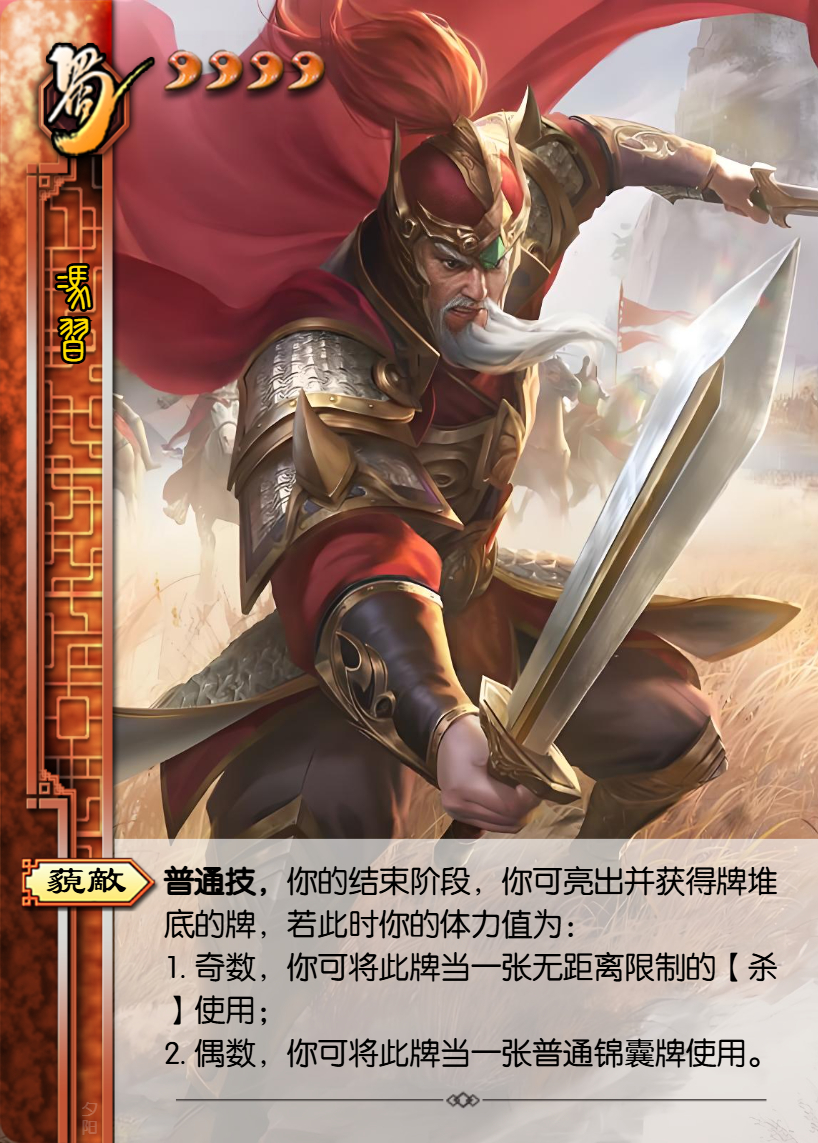 蜀
馮習
藐敵
普通技，你的结束阶段，你可亮出并获得牌堆
底的牌，若此时你的体力值为：
1. 奇数，你可将此牌当一张无距离限制的【杀
】使用；
2. 偶数，你可将此牌当一张普通锦囊牌使用。
夕阳